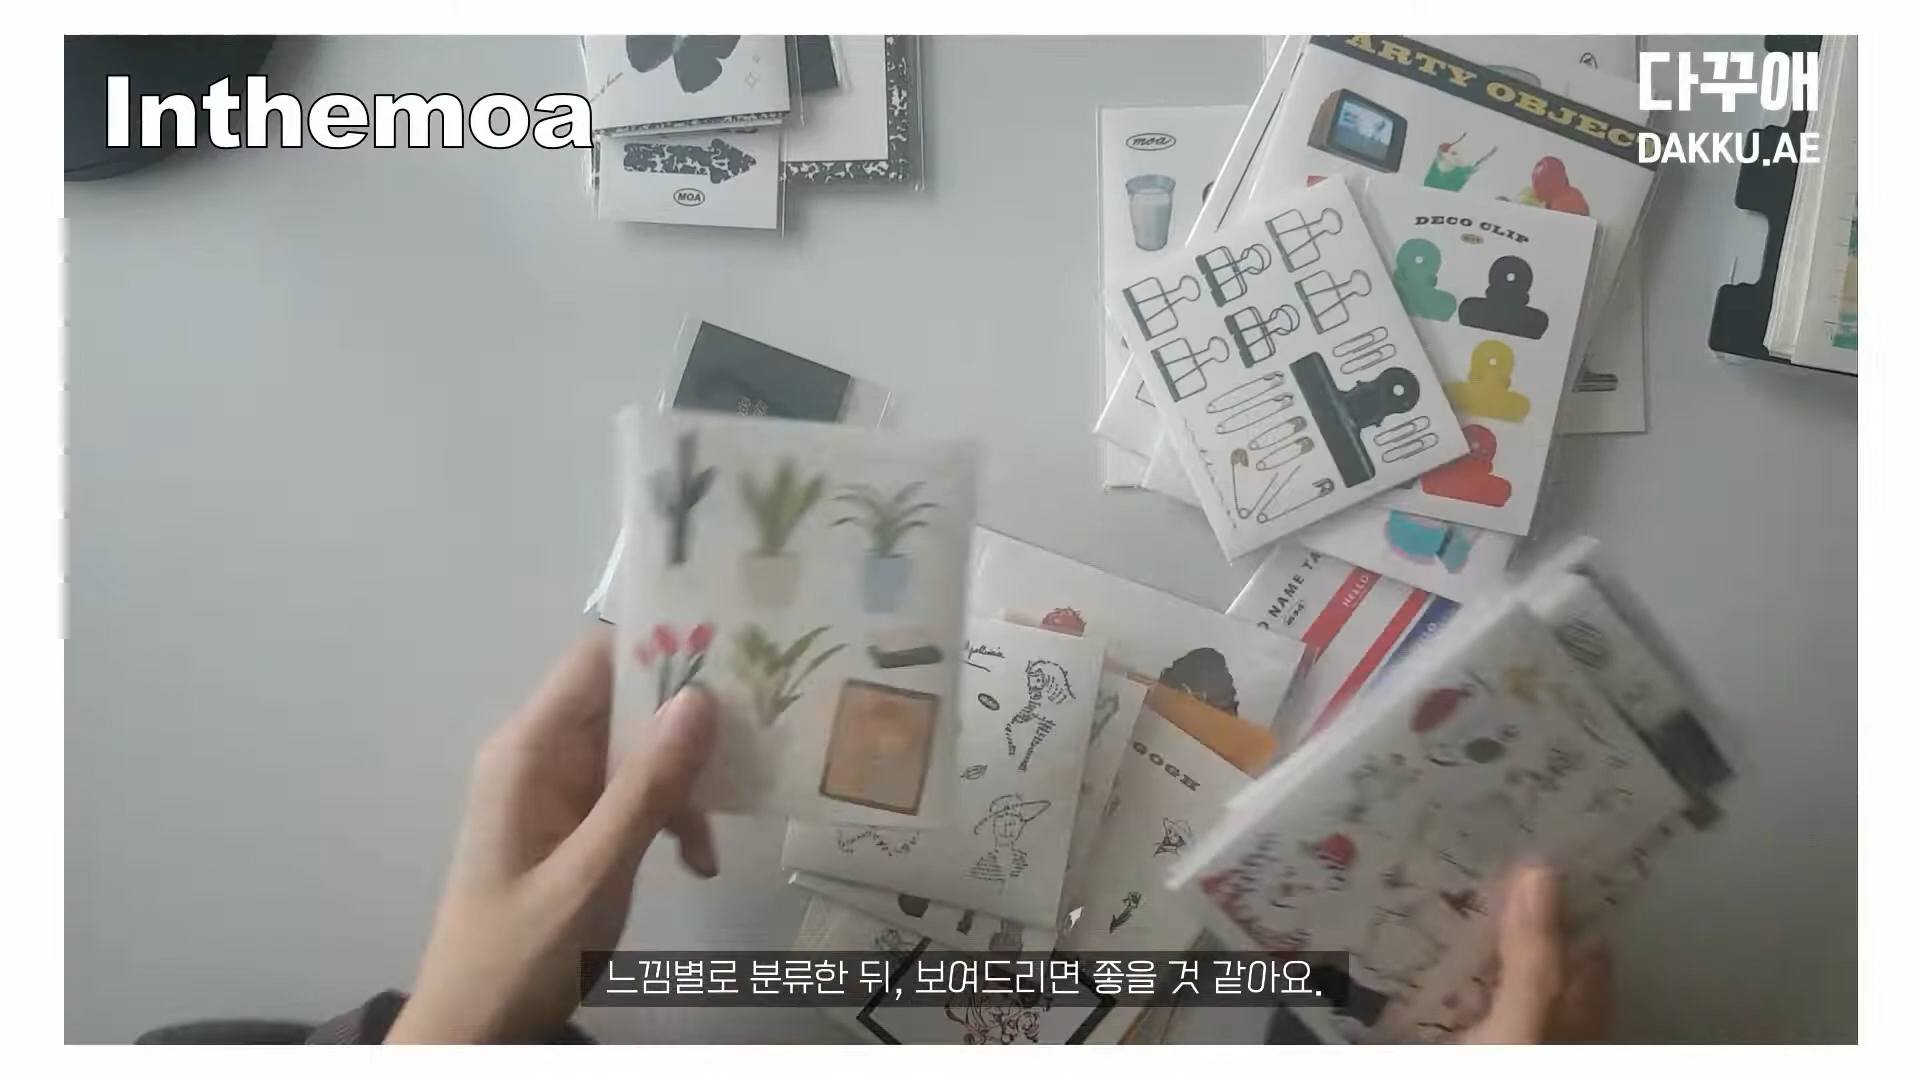 Inthemoa
다꾸애
DAKKU.AE
ARTY OBJEC
moa
MOA
DECO CLIP
NAME TA
HELLO
GOGH
느낌별로 분류한 뒤, 보여드리면 좋을 것 같아요.